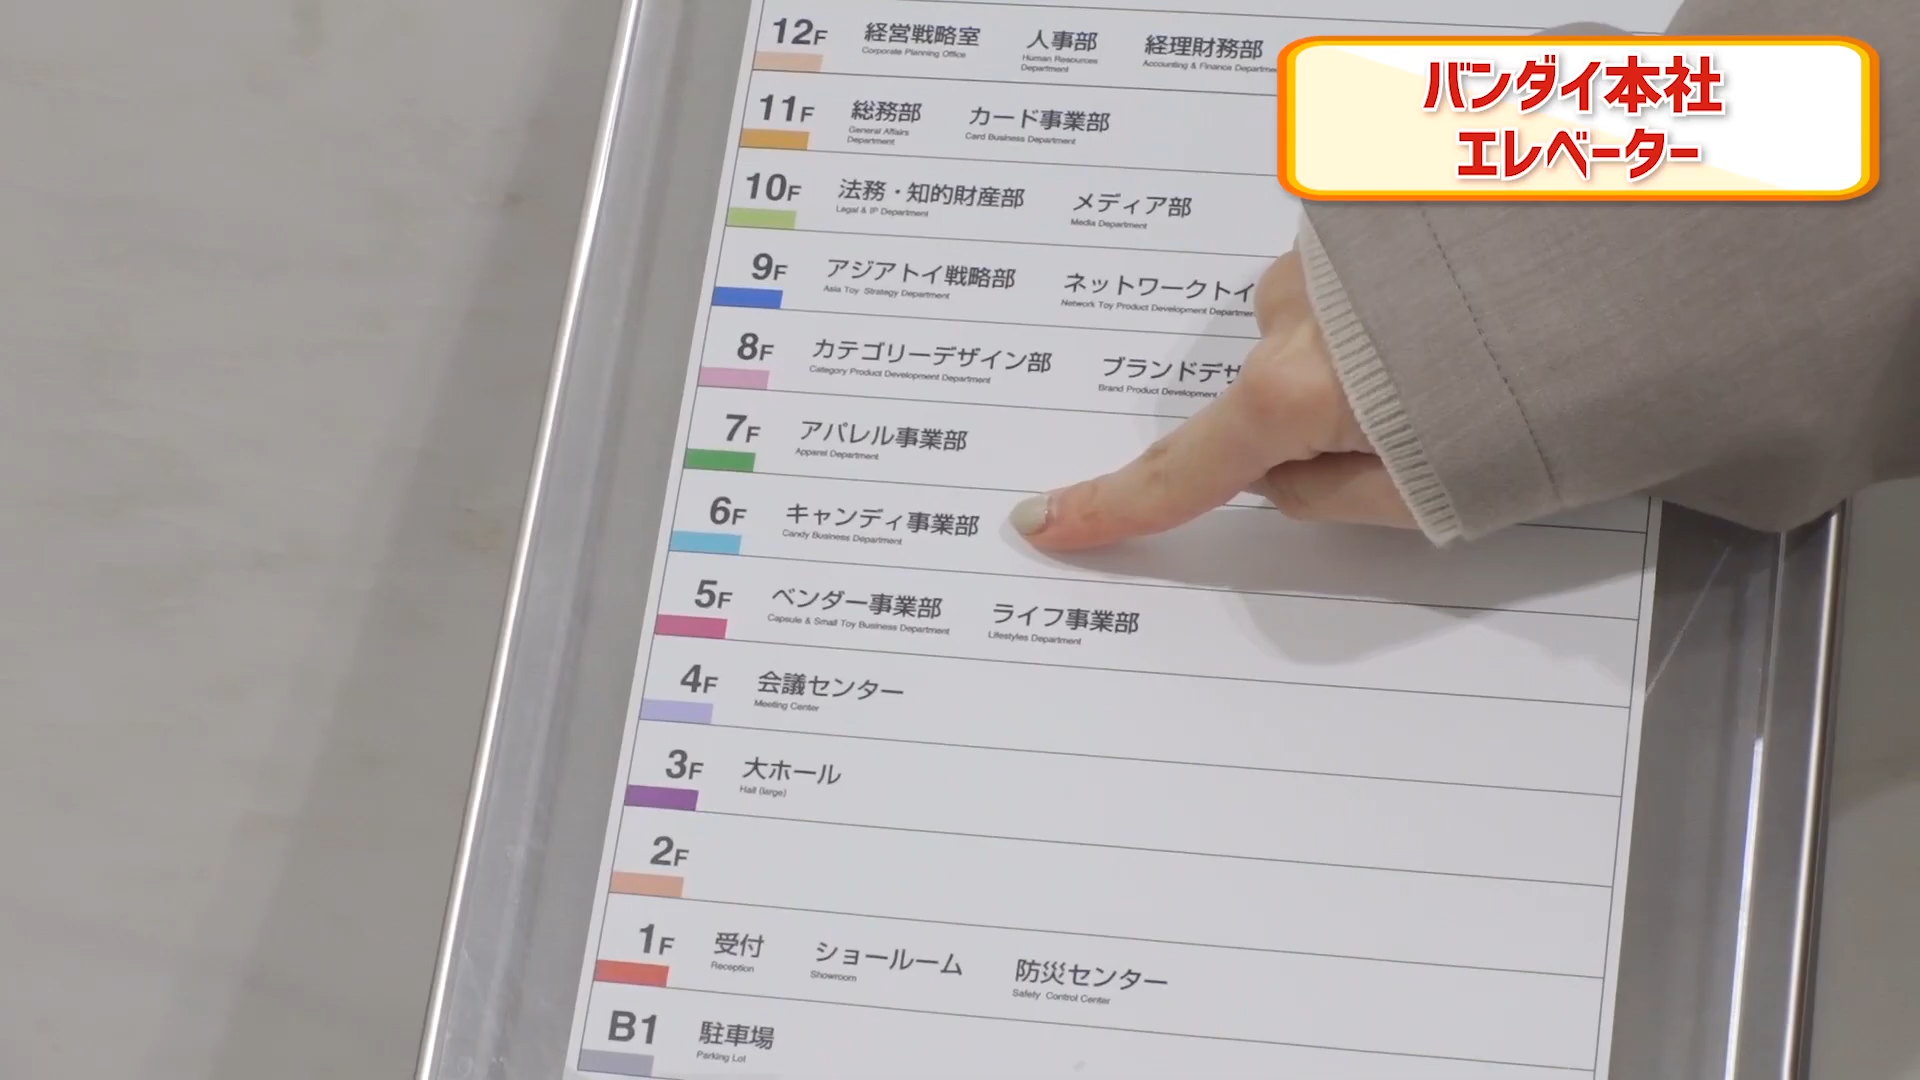 バンダイ本社
エレベーター
12F 経営戦略室 人事部 経理財務部
Corporate Planning Office Human Resources Department Accounting & Finance
11F 総務部 カード事業部
General Affairs Department Card Business Department
10F 法務・知的財産部 メディア部
Legal & IP Department Media Department
9F アジアトイ戦略部 ネットワークトイ
Asia Toy Strategy Department Network Toy Product Development
8F カテゴリーデザイン部 ブランドデザ
Category Product Development Department Brand Product Development
7F アパレル事業部
Apparel Department
6F キャンディ事業部
Candy Business Department
5F ベンダー事業部 ライフ事業部
Capsule & Small Toy Business Department Lifestyles Department
4F 会議センター
Meeting Center
3F 大ホール
Hall (large)
2F
1F 受付 ショールーム 防災センター
Reception Showroom Safety Control Center
B1 駐車場
Parking Lot